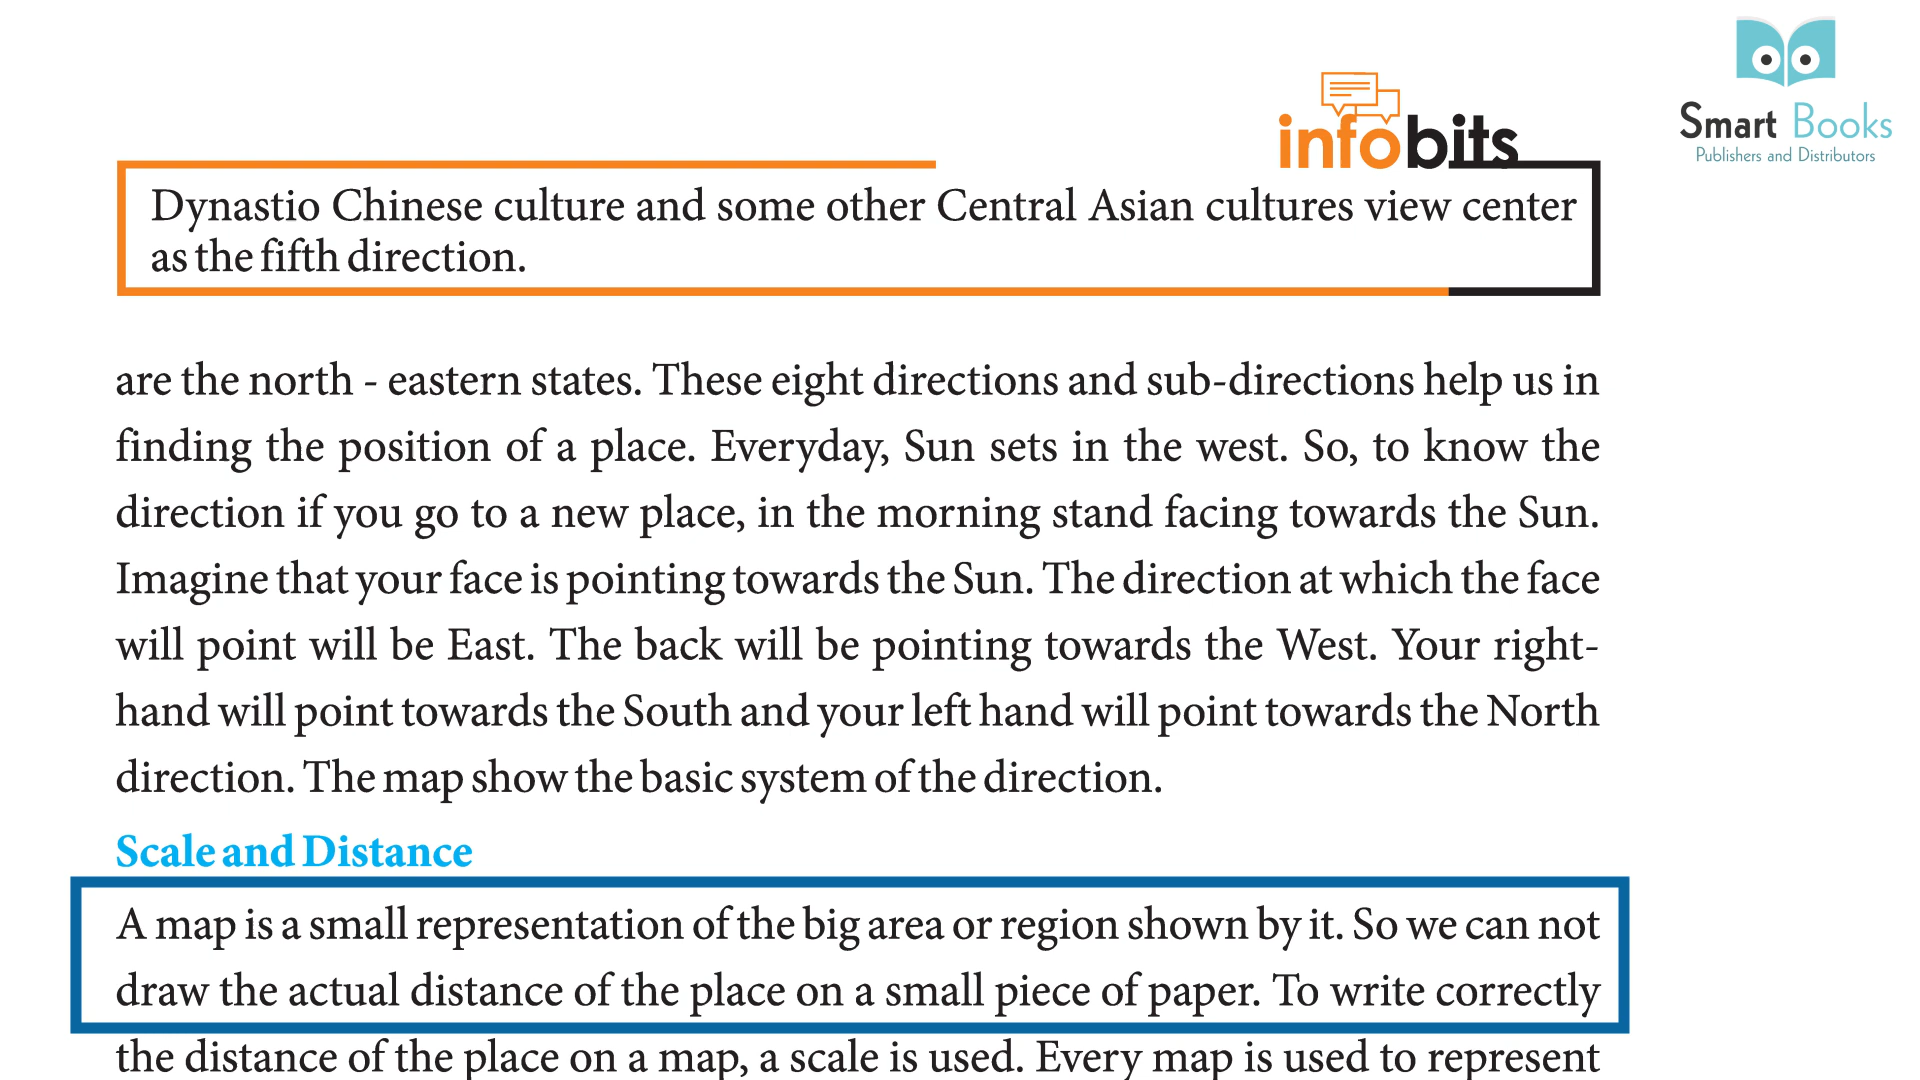 Smart Books
Publishers and Distributors
infobits
Dynastio Chinese culture and some other Central Asian cultures view center
as the fifth direction.
are the north - eastern states. These eight directions and sub-directions help us in
finding the position of a place. Everyday, Sun sets in the west. So, to know the
direction if you go to a new place, in the morning stand facing towards the Sun.
Imagine that your face is pointing towards the Sun. The direction at which the face
will point will be East. The back will be pointing towards the West. Your right-
hand will point towards the South and your left hand will point towards the North
direction. The map show the basic system of the direction.
Scale and Distance
A map is a small representation of the big area or region shown by it. So we can not
draw the actual distance of the place on a small piece of paper. To write correctly
the distance of the place on a map, a scale is used. Every map is used to represent